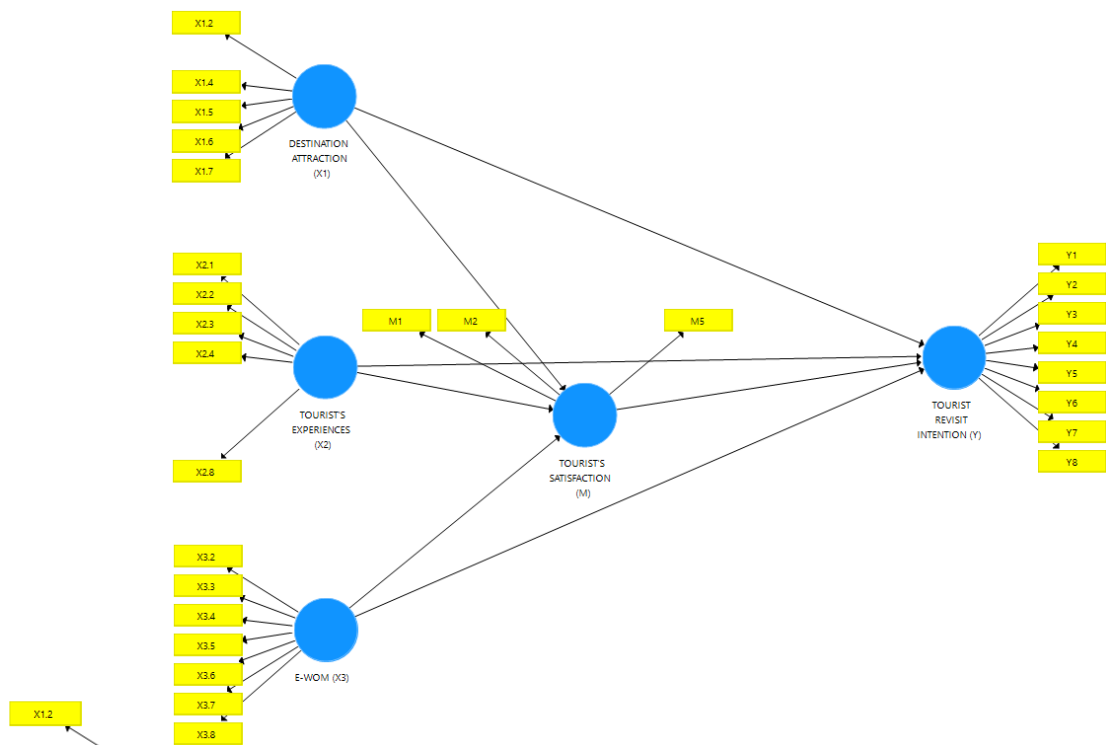 X1.2
X1.4
X1.5
X1.6
X1.7
DESTINATION
ATTRACTION
(X1)
X2.1
X2.2
X2.3
X2.4
X2.8
TOURIST'S
EXPERIENCES
(X2)
M1
M2
M5
TOURIST'S
SATISFACTION
(M)
Y1
Y2
Y3
Y4
Y5
Y6
Y7
Y8
TOURIST
REVISIT
INTENTION (Y)
X3.2
X3.3
X3.4
X3.5
X3.6
X3.7
X3.8
E-WOM (X3)
X1.2